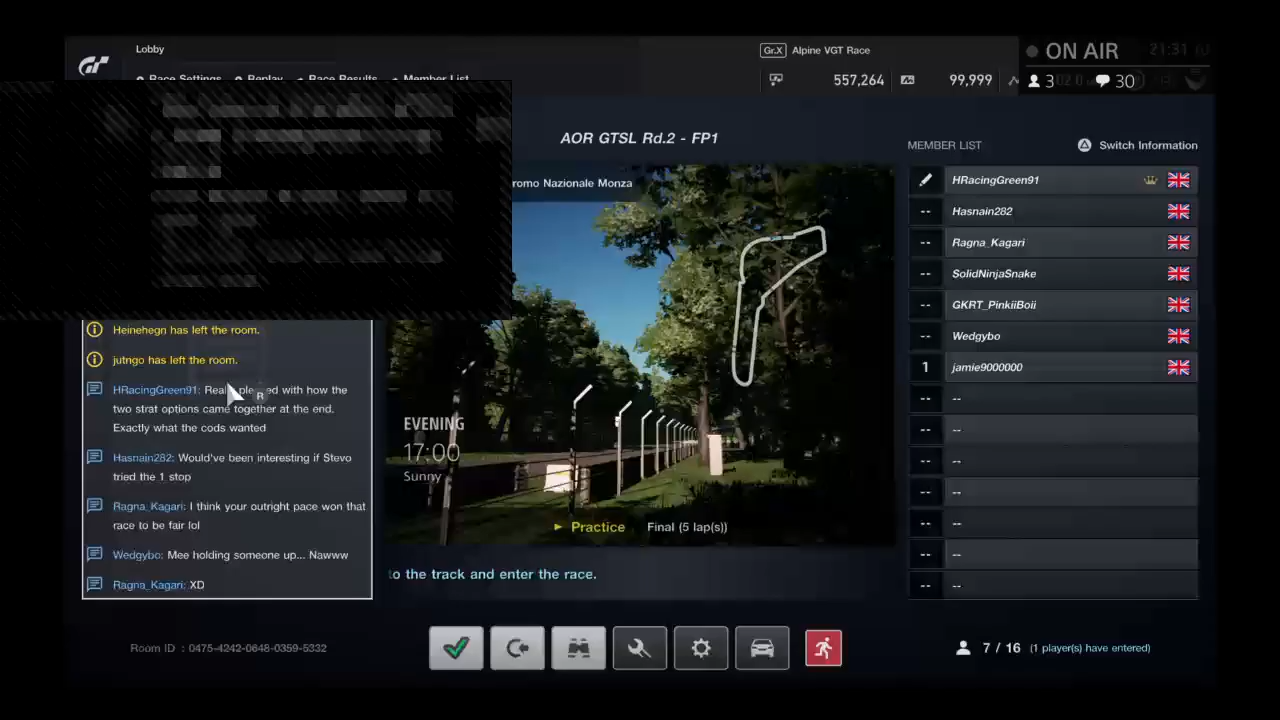 Lobby
Gr.X Alpine VGT Race
ON AIR
21:31
Race Settings Replay Race Results Member List
557,264
99,999
3
30
AOR GTSL Rd.2 - FP1
MEMBER LIST
Switch Information
romo Nazionale Monza
HRacingGreen91
-- Hasnain282
-- Ragna_Kagari
-- SolidNinjaSnake
-- GKRT_PinkiiBoii
-- Wedgybo
1 jamie9000000
-- --
-- --
-- --
-- --
-- --
-- --
-- --
Heinehegn has left the room.
jutngo has left the room.
HRacingGreen91: with how the
two strat options came together at the end.
Exactly what the cods wanted
Hasnain282: Would've been interesting if Stevo
tried the 1 stop
Ragna_Kagari: I think your outright pace won that
race to be fair lol
Wedgybo: Mee holding someone up... Nawww
Ragna_Kagari: XD
R
EVENING
17:00
Sunny
Practice Final (5 lap(s))
to the track and enter the race.
Room ID : 0475-4242-0648-0359-5332
7 / 16 (1 player(s) have entered)